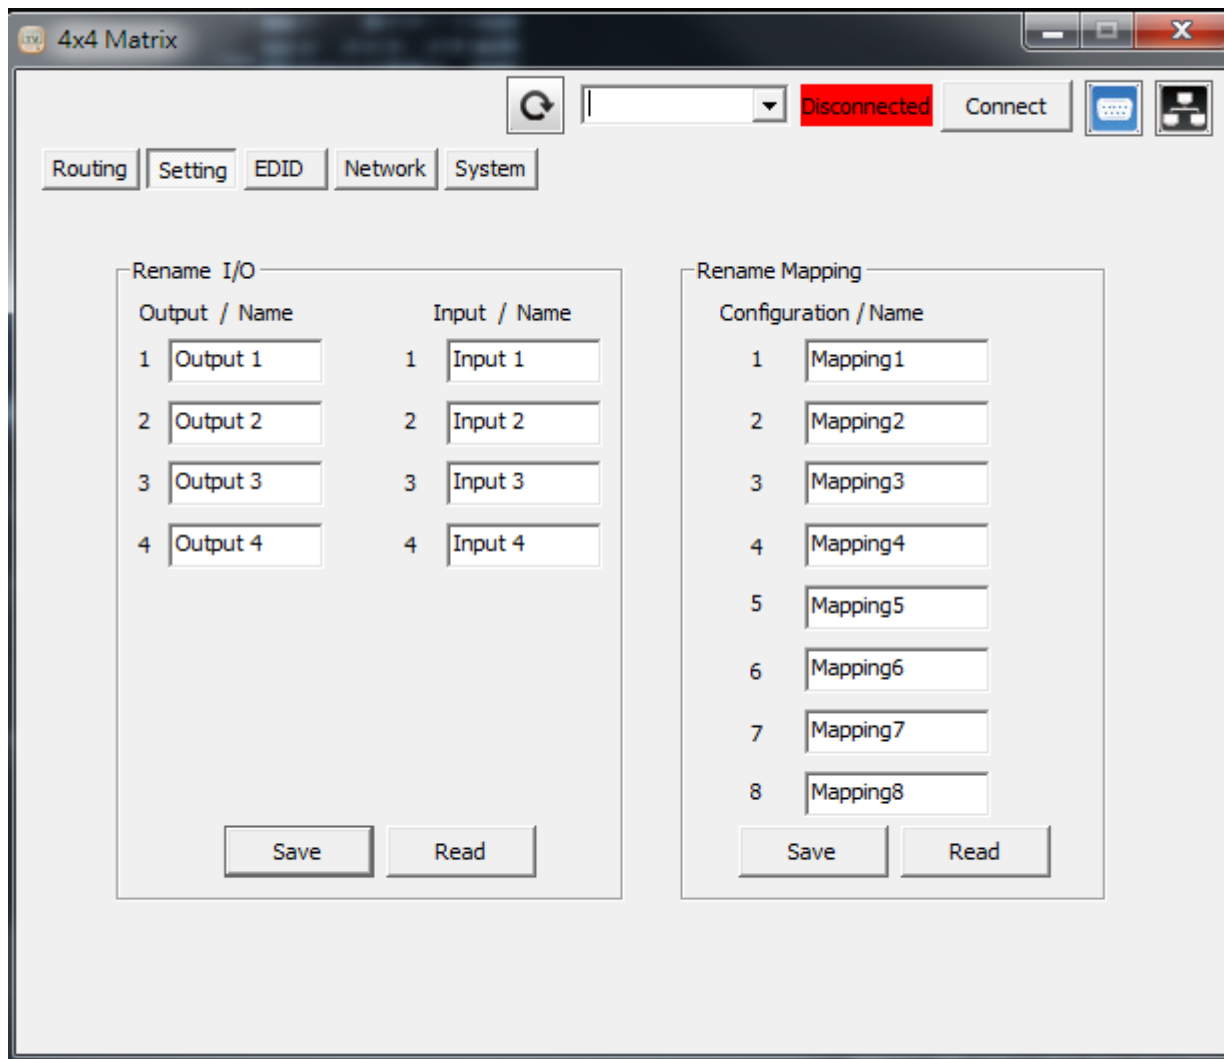 4x4 Matrix
Disconnected Connect
Routing Setting EDID Network System
Rename I/O
Output / Name Input / Name
1 Output 1 1 Input 1
2 Output 2 2 Input 2
3 Output 3 3 Input 3
4 Output 4 4 Input 4
Save Read
Rename Mapping
Configuration / Name
1 Mapping1
2 Mapping2
3 Mapping3
4 Mapping4
5 Mapping5
6 Mapping6
7 Mapping7
8 Mapping8
Save Read